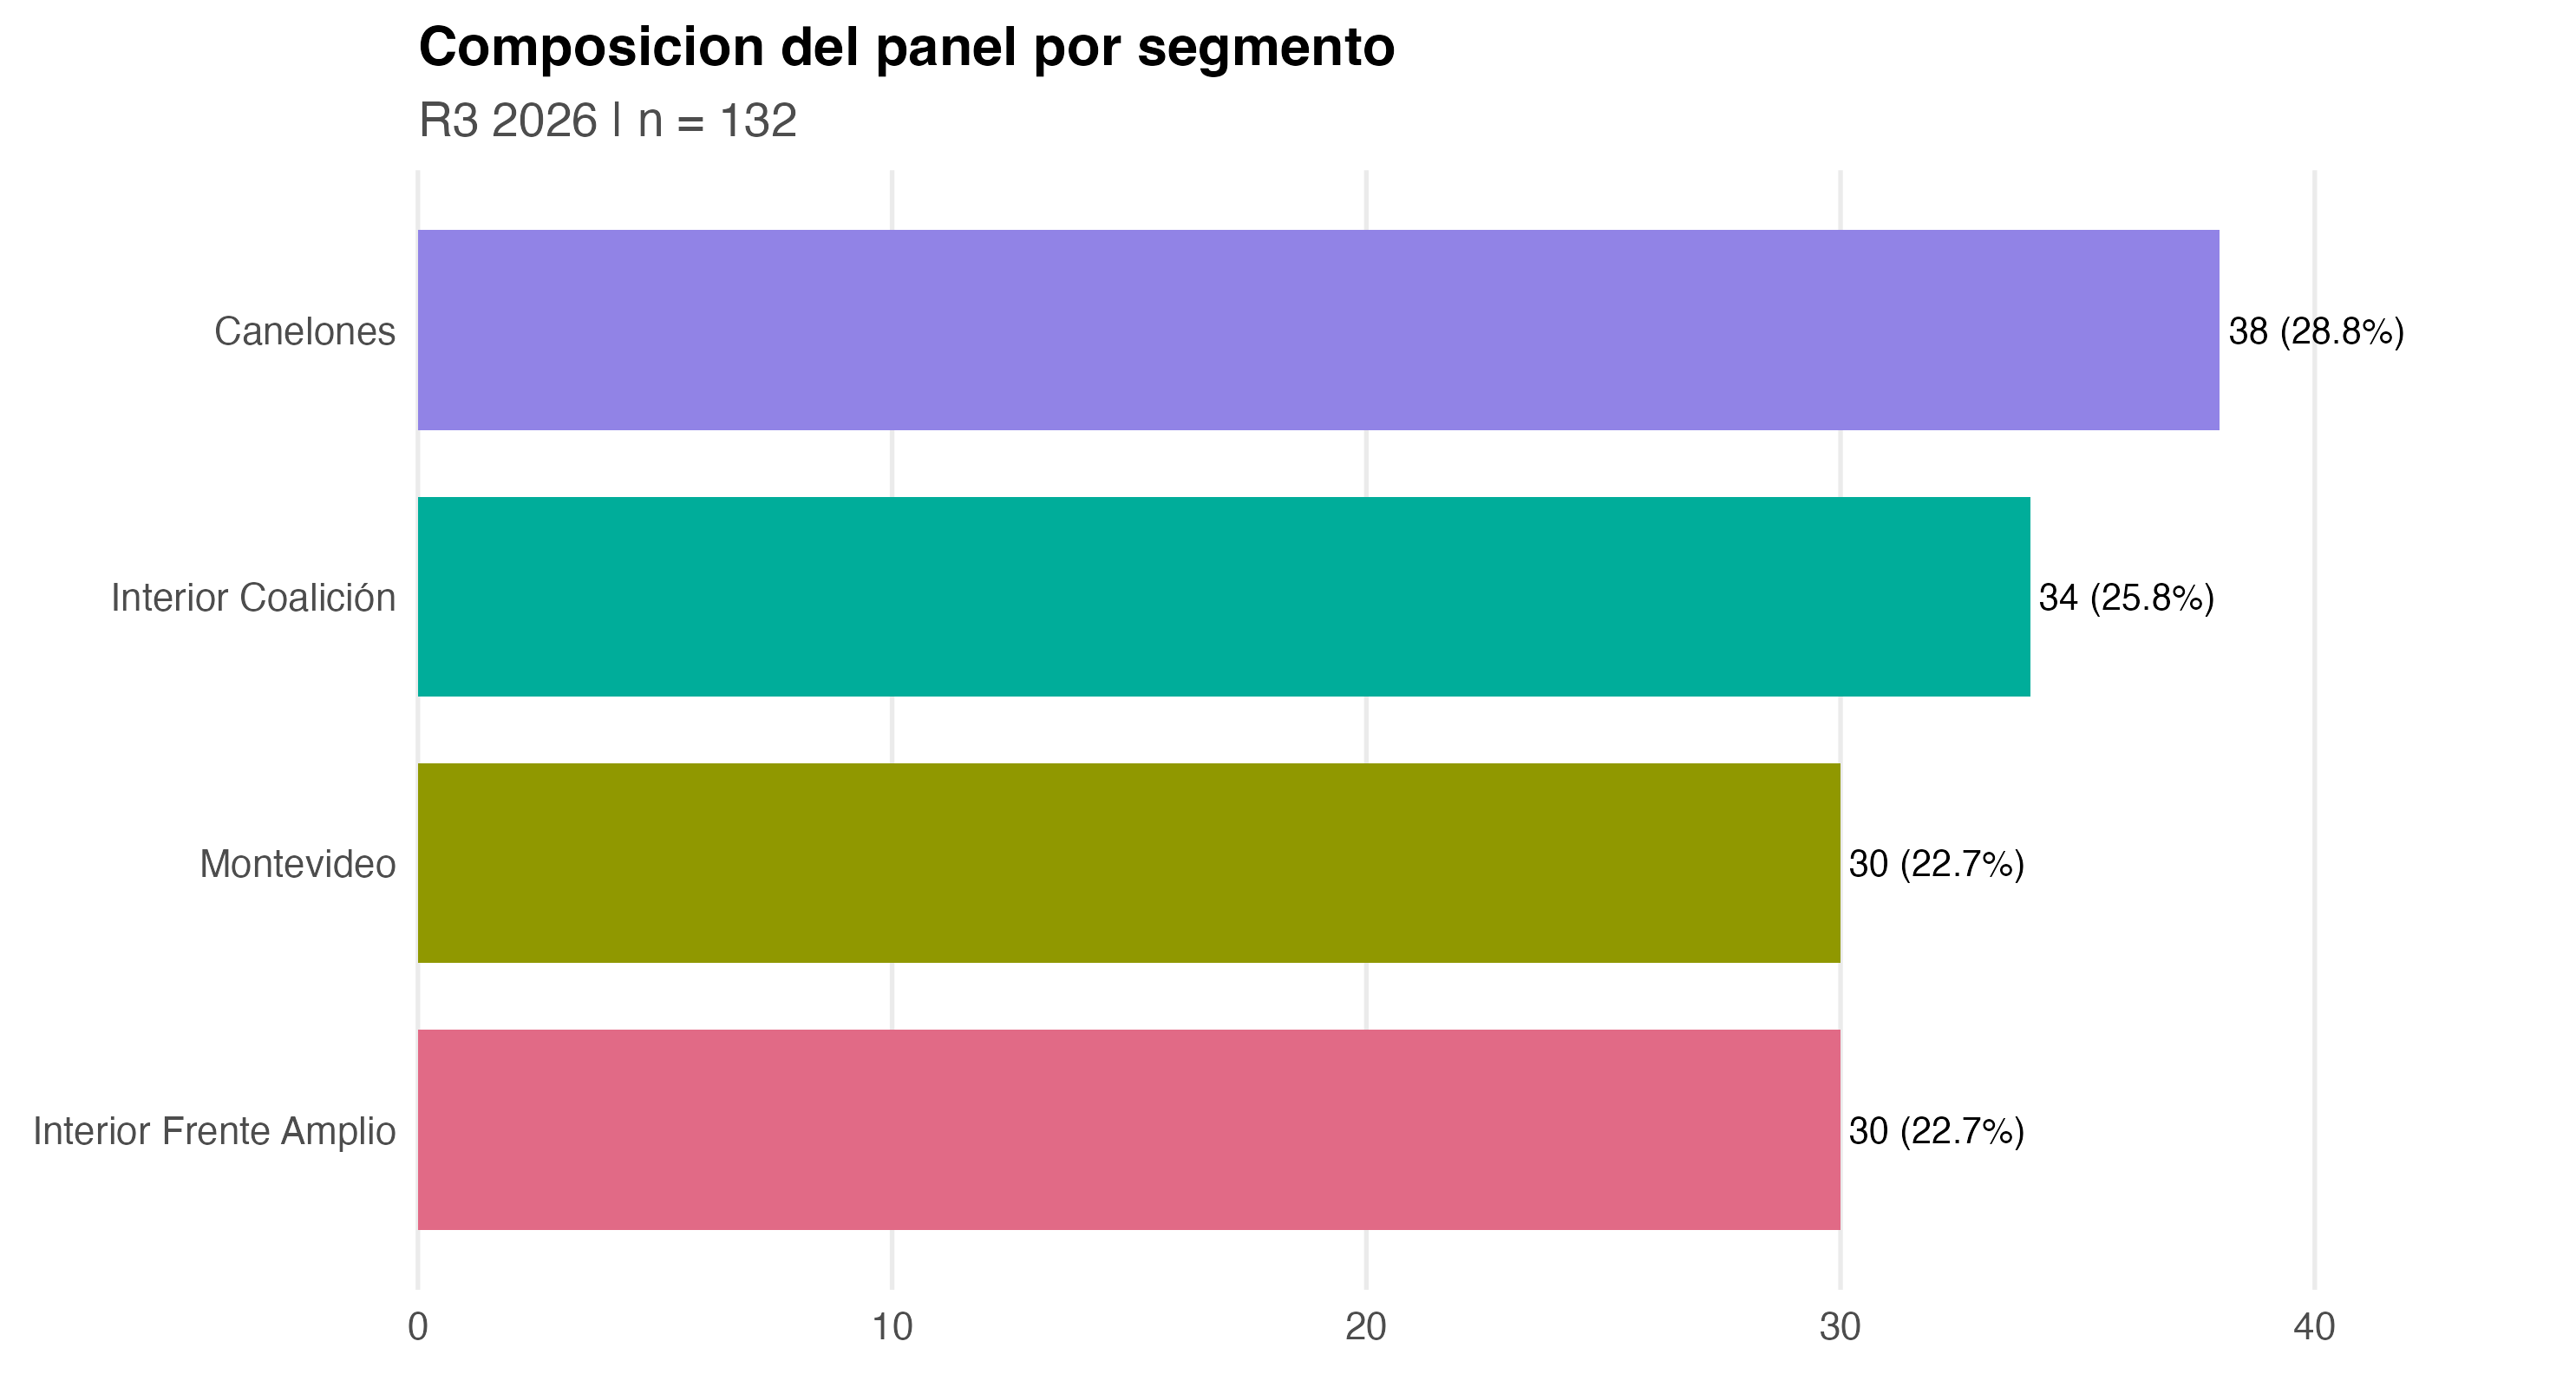 Composicion del panel por segmento
R3 2026 | n = 132
Canelones
38 (28.8%)
Interior Coalición
34 (25.8%)
Montevideo
30 (22.7%)
Interior Frente Amplio
30 (22.7%)
0 10 20 30 40